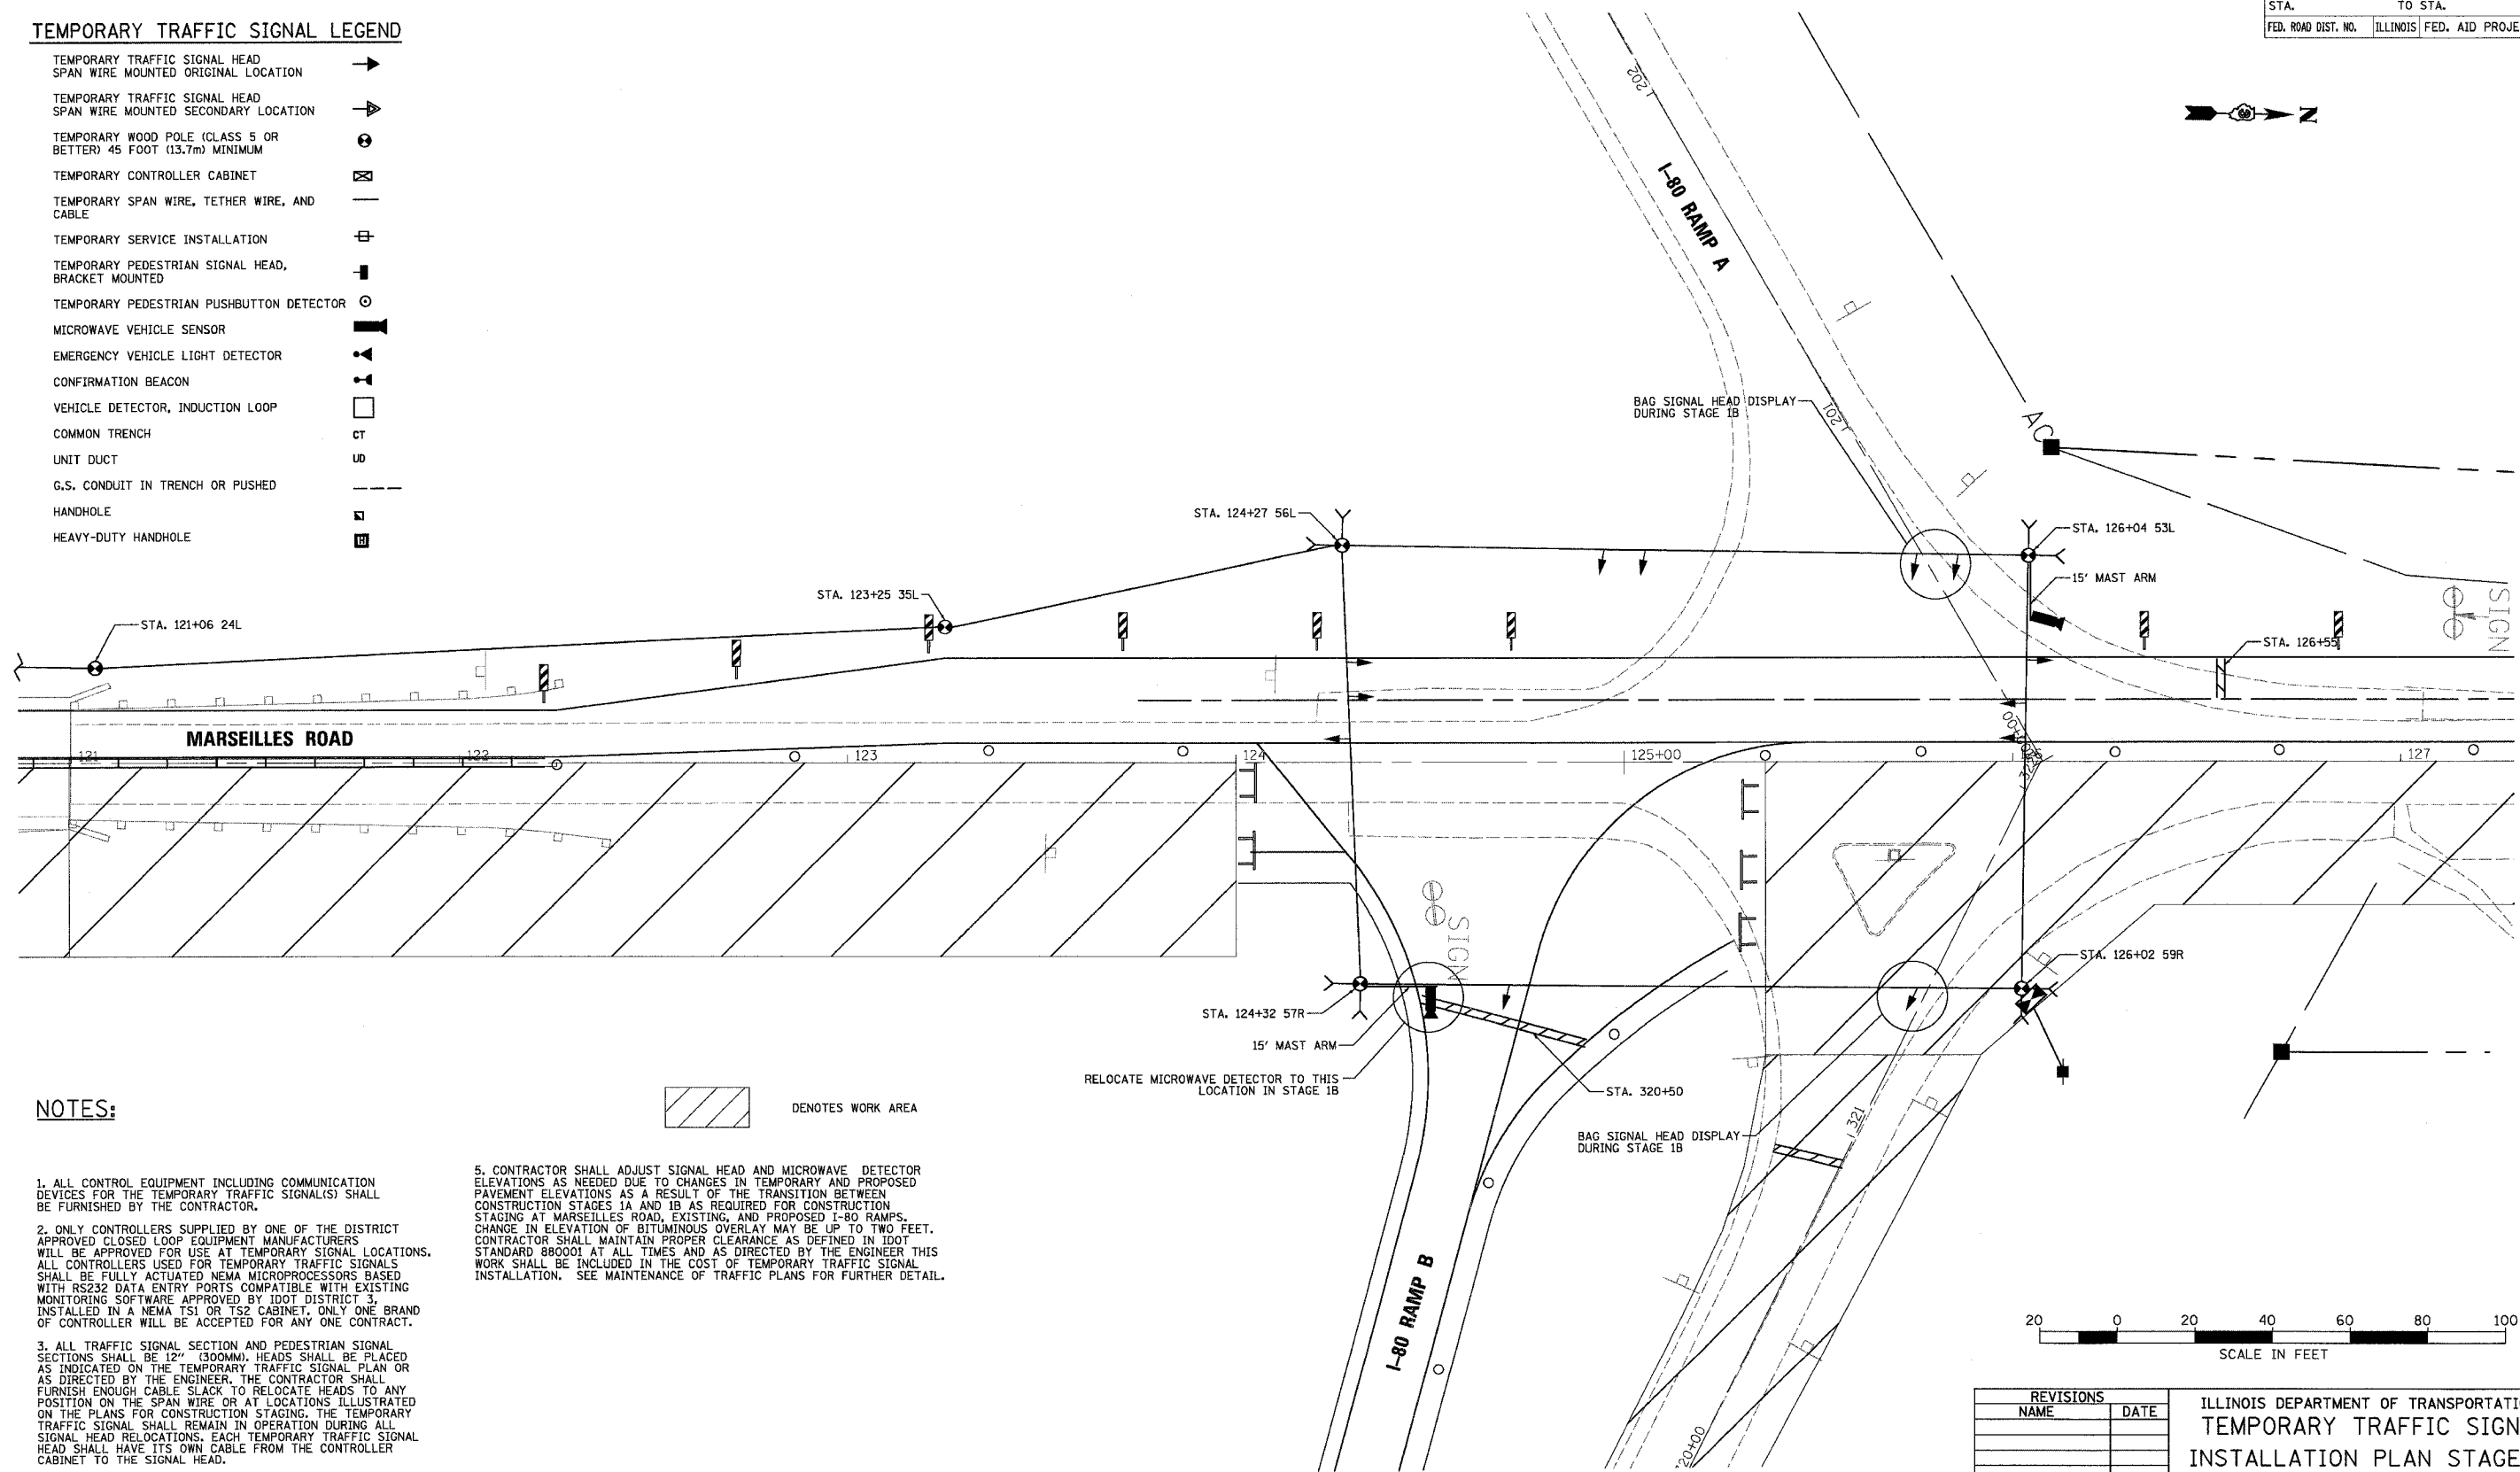 STA. TO STA.
FED. ROAD DIST. NO. ILLINOIS FED. AID PROJE
TEMPORARY TRAFFIC SIGNAL LEGEND
TEMPORARY TRAFFIC SIGNAL HEAD
SPAN WIRE MOUNTED ORIGINAL LOCATION
TEMPORARY TRAFFIC SIGNAL HEAD
SPAN WIRE MOUNTED SECONDARY LOCATION
TEMPORARY WOOD POLE (CLASS 5 OR
BETTER) 45 FOOT (13.7m) MINIMUM
TEMPORARY CONTROLLER CABINET
TEMPORARY SPAN WIRE, TETHER WIRE, AND
CABLE
TEMPORARY SERVICE INSTALLATION
TEMPORARY PEDESTRIAN SIGNAL HEAD,
BRACKET MOUNTED
TEMPORARY PEDESTRIAN PUSHBUTTON DETECTOR
MICROWAVE VEHICLE SENSOR
EMERGENCY VEHICLE LIGHT DETECTOR
CONFIRMATION BEACON
VEHICLE DETECTOR, INDUCTION LOOP
COMMON TRENCH CT
UNIT DUCT UD
G.S. CONDUIT IN TRENCH OR PUSHED
HANDHOLE
HEAVY-DUTY HANDHOLE H
N
202
I-80 RAMP A
BAG SIGNAL HEAD DISPLAY
DURING STAGE 1B
201
AC
STA. 124+27 56L
STA. 126+04 53L
15' MAST ARM
STA. 123+25 35L
SIGN
STA. 121+06 24L
STA. 126+55
MARSEILLES ROAD
121 122 123 124 125+00 127
SIGN
STA. 126+02 59R
STA. 124+32 57R
15' MAST ARM
RELOCATE MICROWAVE DETECTOR TO THIS
LOCATION IN STAGE 1B
STA. 320+50
BAG SIGNAL HEAD DISPLAY
DURING STAGE 1B
321
I-80 RAMP B
20+00
DENOTES WORK AREA
NOTES:
1. ALL CONTROL EQUIPMENT INCLUDING COMMUNICATION
DEVICES FOR THE TEMPORARY TRAFFIC SIGNAL(S) SHALL
BE FURNISHED BY THE CONTRACTOR.
2. ONLY CONTROLLERS SUPPLIED BY ONE OF THE DISTRICT
APPROVED CLOSED LOOP EQUIPMENT MANUFACTURERS
WILL BE APPROVED FOR USE AT TEMPORARY SIGNAL LOCATIONS.
ALL CONTROLLERS USED FOR TEMPORARY TRAFFIC SIGNALS
SHALL BE FULLY ACTUATED NEMA MICROPROCESSORS BASED
WITH RS232 DATA ENTRY PORTS COMPATIBLE WITH EXISTING
MONITORING SOFTWARE APPROVED BY IDOT DISTRICT 3,
INSTALLED IN A NEMA TS1 OR TS2 CABINET. ONLY ONE BRAND
OF CONTROLLER WILL BE ACCEPTED FOR ANY ONE CONTRACT.
3. ALL TRAFFIC SIGNAL SECTION AND PEDESTRIAN SIGNAL
SECTIONS SHALL BE 12" (300MM). HEADS SHALL BE PLACED
AS INDICATED ON THE TEMPORARY TRAFFIC SIGNAL PLAN OR
AS DIRECTED BY THE ENGINEER. THE CONTRACTOR SHALL
FURNISH ENOUGH CABLE SLACK TO RELOCATE HEADS TO ANY
POSITION ON THE SPAN WIRE OR AT LOCATIONS ILLUSTRATED
ON THE PLANS FOR CONSTRUCTION STAGING. THE TEMPORARY
TRAFFIC SIGNAL SHALL REMAIN IN OPERATION DURING ALL
SIGNAL HEAD RELOCATIONS. EACH TEMPORARY TRAFFIC SIGNAL
HEAD SHALL HAVE ITS OWN CABLE FROM THE CONTROLLER
CABINET TO THE SIGNAL HEAD.
5. CONTRACTOR SHALL ADJUST SIGNAL HEAD AND MICROWAVE DETECTOR
ELEVATIONS AS NEEDED DUE TO CHANGES IN TEMPORARY AND PROPOSED
PAVEMENT ELEVATIONS AS A RESULT OF THE TRANSITION BETWEEN
CONSTRUCTION STAGES 1A AND 1B AS REQUIRED FOR CONSTRUCTION
STAGING AT MARSEILLES ROAD, EXISTING, AND PROPOSED I-80 RAMPS.
CHANGE IN ELEVATION OF BITUMINOUS OVERLAY MAY BE UP TO TWO FEET.
CONTRACTOR SHALL MAINTAIN PROPER CLEARANCE AS DEFINED IN IDOT
STANDARD 880001 AT ALL TIMES AND AS DIRECTED BY THE ENGINEER THIS
WORK SHALL BE INCLUDED IN THE COST OF TEMPORARY TRAFFIC SIGNAL
INSTALLATION. SEE MAINTENANCE OF TRAFFIC PLANS FOR FURTHER DETAIL.
20 0 20 40 60 80 100
SCALE IN FEET
REVISIONS
NAME DATE
ILLINOIS DEPARTMENT OF TRANSPORTATI
TEMPORARY TRAFFIC SIGN
INSTALLATION PLAN STAGE